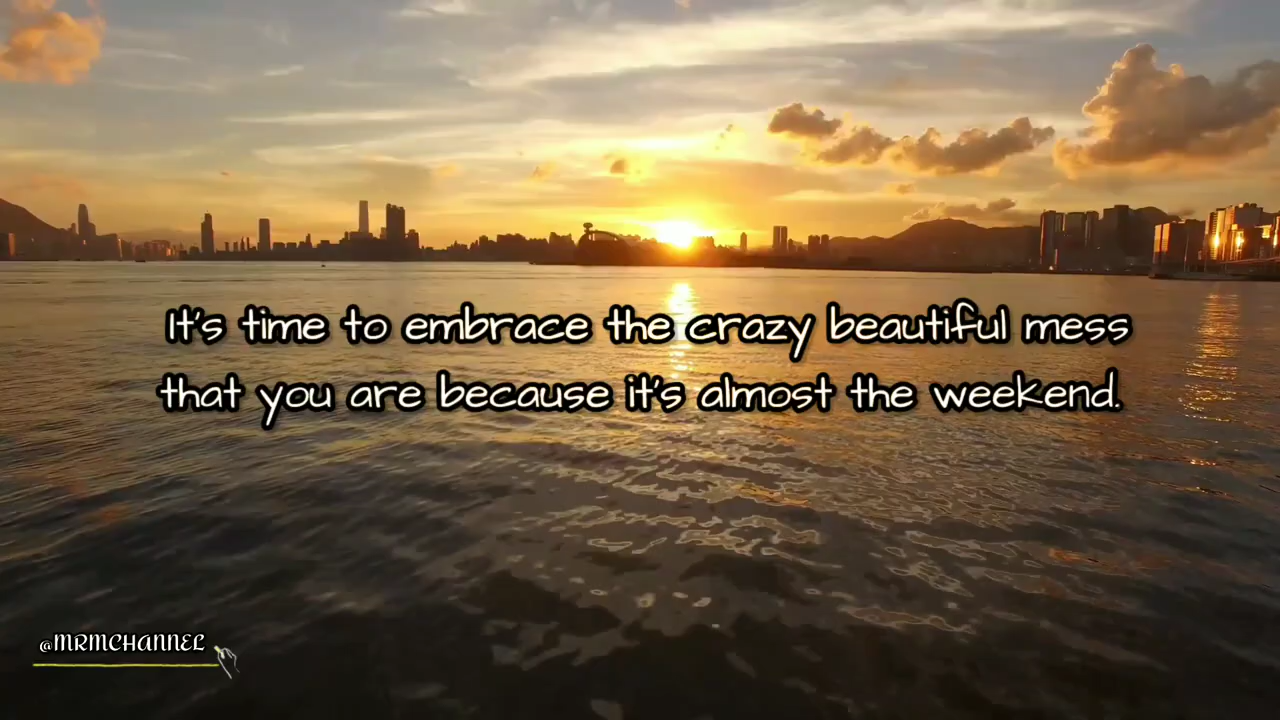 It's time to embrace the crazy beautiful mess
that you are because it's almost the weekend.
@MRMCHANNEL